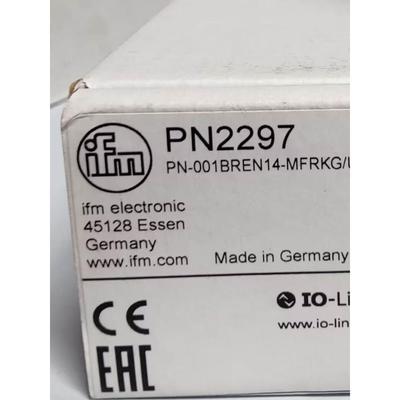 ifm
PN2297
PN-001BREN14-MFRKG/U
ifm electronic
45128 Essen
Germany
www.ifm.com
Made in Germany
IO-Lin
www.io-lin
CE
EAC